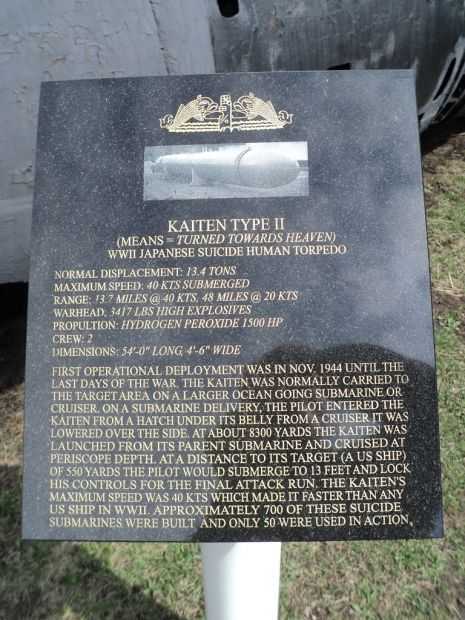 KAITEN TYPE II
(MEANS = TURNED TOWARDS HEAVEN)
WWII JAPANESE SUICIDE HUMAN TORPEDO
NORMAL DISPLACEMENT: 13.4 TONS
MAXIMUM SPEED: 40 KTS SUBMERGED
RANGE: 13.7 MILES @ 40 KTS, 48 MILES @ 20 KTS
WARHEAD: 3417 LBS HIGH EXPLOSIVES
PROPULTION: HYDROGEN PEROXIDE 1500 HP
CREW: 2
DIMENSIONS: 54'-0" LONG, 4'-6" WIDE
FIRST OPERATIONAL DEPLOYMENT WAS IN NOV. 1944 UNTIL THE
LAST DAYS OF THE WAR. THE KAITEN WAS NORMALLY CARRIED TO
THE TARGET AREA ON A LARGER OCEAN GOING SUBMARINE OR
CRUISER. ON A SUBMARINE DELIVERY, THE PILOT ENTERED THE
KAITEN FROM A HATCH UNDER ITS BELLY FROM A CRUISER IT WAS
LOWERED OVER THE SIDE. AT ABOUT 8300 YARDS THE KAITEN WAS
LAUNCHED FROM ITS PARENT SUBMARINE AND CRUISED AT
PERISCOPE DEPTH. AT A DISTANCE TO ITS TARGET (A US SHIP)
OF 550 YARDS THE PILOT WOULD SUBMERGE TO 13 FEET AND LOCK
HIS CONTROLS FOR THE FINAL ATTACK RUN. THE KAITEN'S
MAXIMUM SPEED WAS 40 KTS WHICH MADE IT FASTER THAN ANY
US SHIP IN WWII. APPROXIMATELY 700 OF THESE SUICIDE
SUBMARINES WERE BUILT AND ONLY 50 WERE USED IN ACTION.